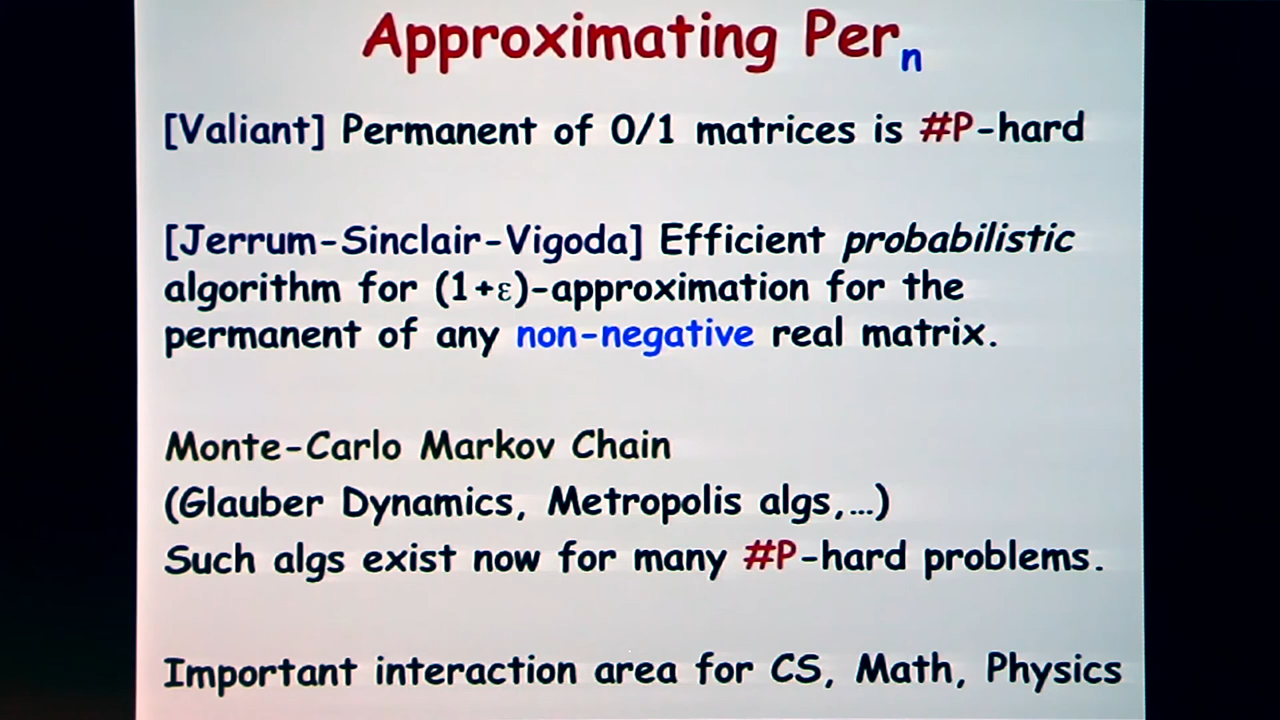 Approximating Perₙ
[Valiant] Permanent of 0/1 matrices is #P-hard
[Jerrum-Sinclair-Vigoda] Efficient probabilistic
algorithm for (1+ε)-approximation for the
permanent of any non-negative real matrix.
Monte-Carlo Markov Chain
(Glauber Dynamics, Metropolis algs,...)
Such algs exist now for many #P-hard problems.
Important interaction area for CS, Math, Physics